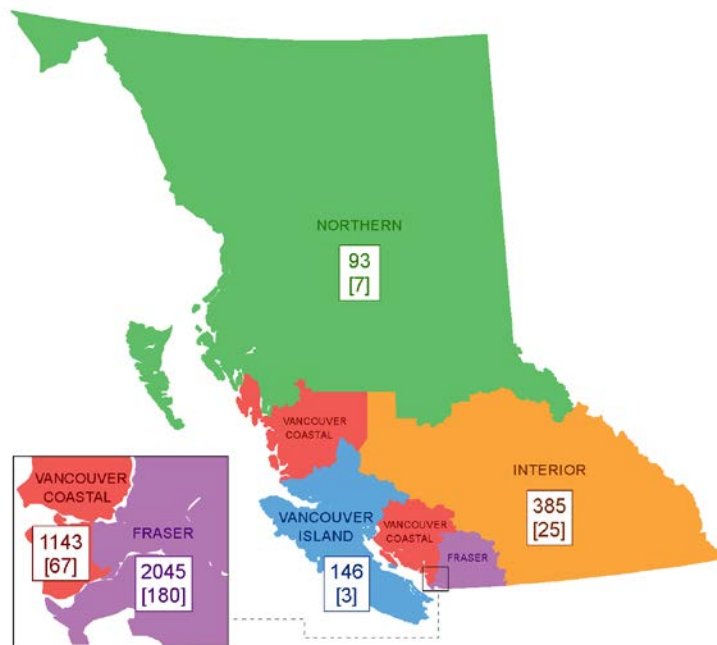 NORTHERN
93
[7]
VANCOUVER
COASTAL
INTERIOR
385
[25]
VANCOUVER
ISLAND
146
[3]
VANCOUVER
COASTAL
FRASER
VANCOUVER
COASTAL
1143
[67]
FRASER
2045
[180]